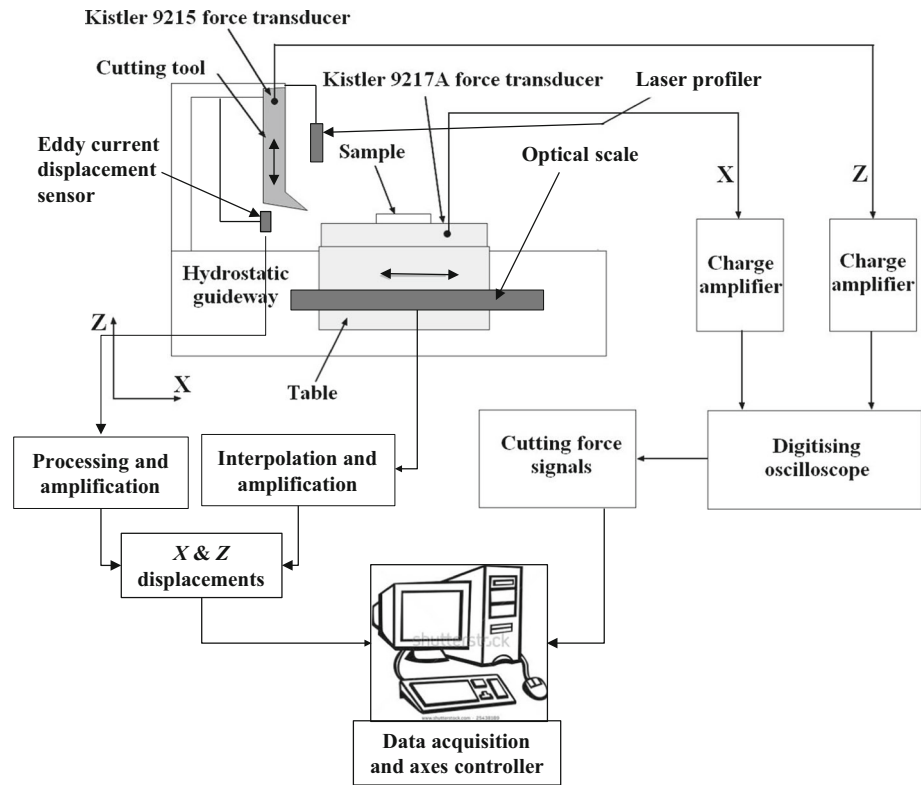 Kistler 9215 force transducer
Cutting tool
Kistler 9217A force transducer
Laser profiler
Eddy current
displacement
sensor
Sample
Optical scale
X
Z
Hydrostatic
guideway
Charge
amplifier
Charge
amplifier
Z
X
Table
Processing and
amplification
Interpolation and
amplification
Cutting force
signals
Digitising
oscilloscope
X & Z
displacements
shutterstock
Data acquisition
and axes controller